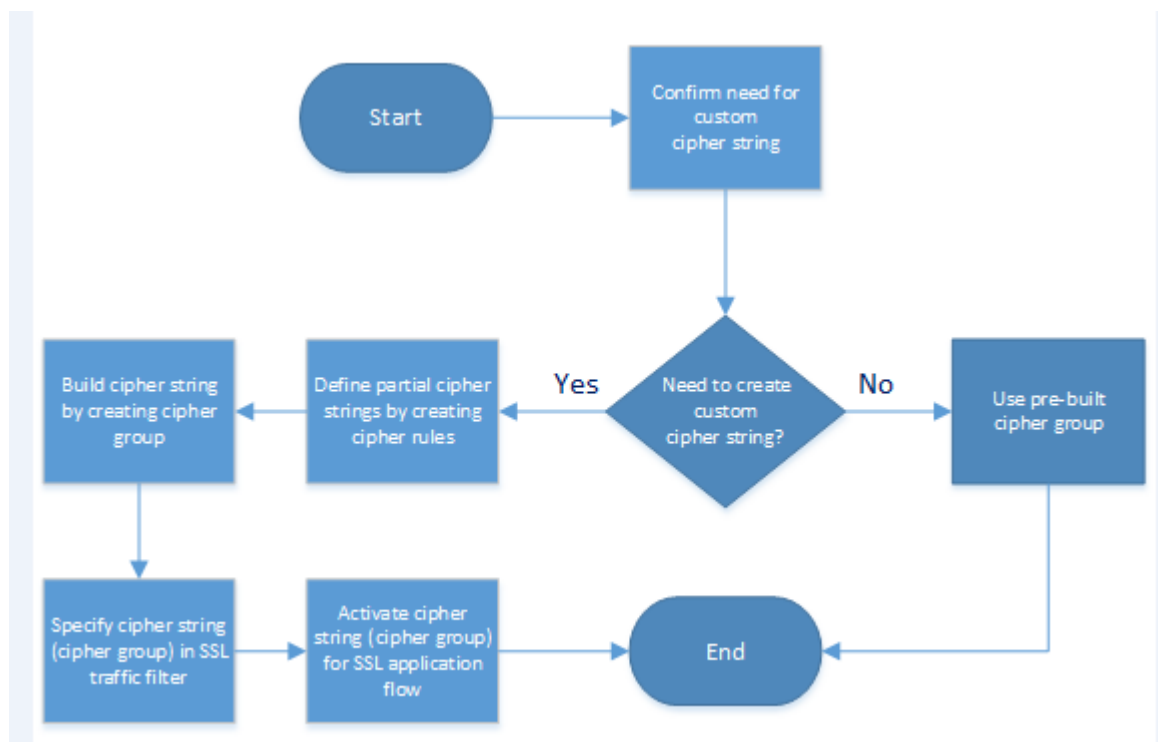 Start
Confirm need for
custom
cipher string
Build cipher string
by creating cipher
group
Define partial cipher
strings by creating
cipher rules
Yes
Need to create
custom
cipher string?
No
Use pre-built
cipher group
Specify cipher string
(cipher group) in SSL
traffic filter
Activate cipher
string (cipher group)
for SSL application
flow
End